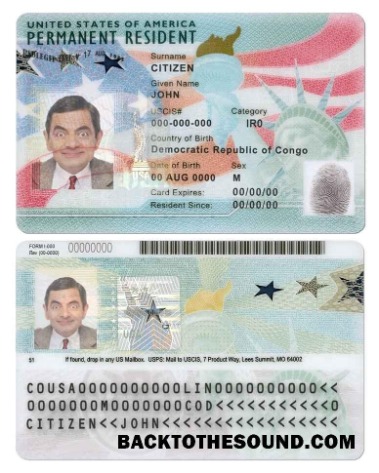 UNITED STATES OF AMERICA
PERMANENT RESIDENT
Surname
CITIZEN
Given Name
JOHN
USCIS# Category
000-000-000 IR0
Country of Birth
Democratic Republic of Congo
Date of Birth Sex
00 AUG 0000 M
Card Expires: 00/00/00
Resident Since: 00/00/00
FORM I-000 00000000
Rev (00-0000)
S1 If found, drop in any US Mailbox. USPS: Mail to USCIS, 7 Product Way, Lees Summit, MO 64002
COUSA0000000000LIN0000000000<<
0000000M0000000COD<<<<<<<<<<<0
CITIZEN<<JOHN<<<<<<<<<<<<<<<<<
BACKTOTHESOUND.COM